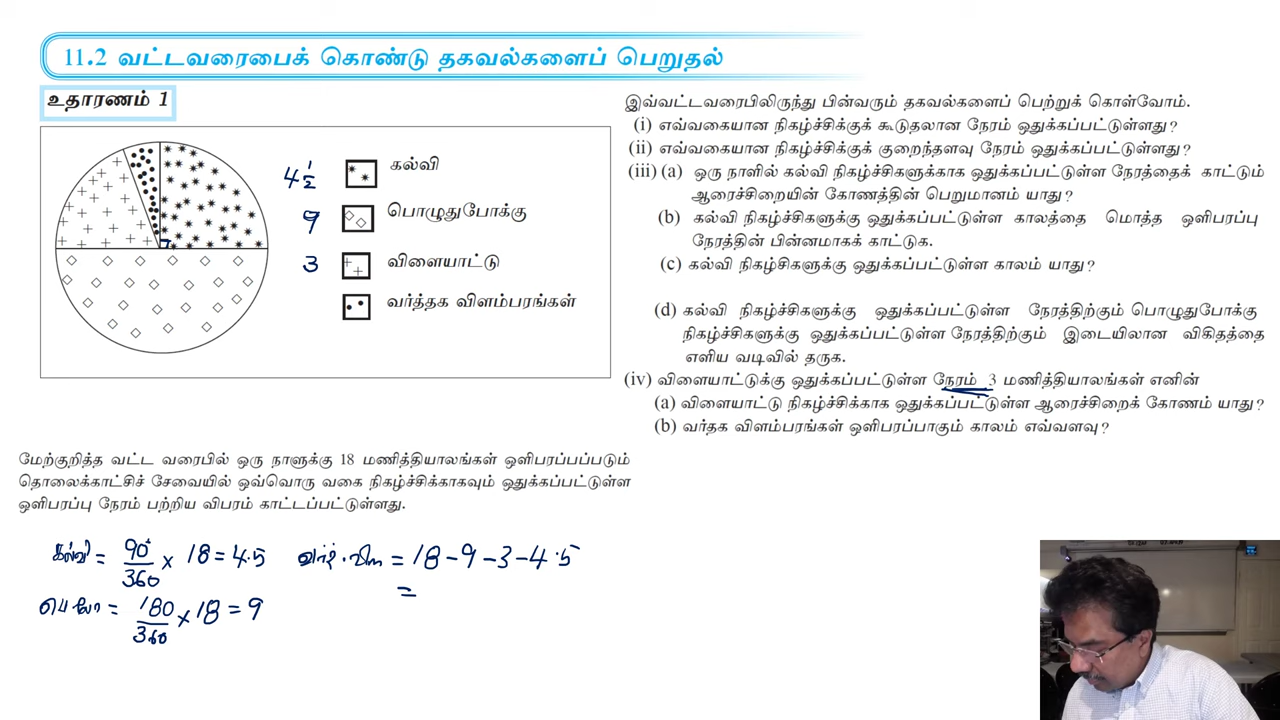 11.2 வட்டவரைபைக் கொண்டு தகவல்களைப் பெறுதல்
உதாரணம் 1
4 1/2 கல்வி
9 பொழுதுபோக்கு
3 விளையாட்டு
வர்த்தக விளம்பரங்கள்
இவ்வட்டவரைபிலிருந்து பின்வரும் தகவல்களைப் பெற்றுக் கொள்வோம்.
(i) எவ்வகையான நிகழ்ச்சிக்குக் கூடுதலான நேரம் ஒதுக்கப்பட்டுள்ளது?
(ii) எவ்வகையான நிகழ்ச்சிக்குக் குறைந்தளவு நேரம் ஒதுக்கப்பட்டுள்ளது?
(iii) (a) ஒரு நாளில் கல்வி நிகழ்ச்சிகளுக்காக ஒதுக்கப்பட்டுள்ள நேரத்தைக் காட்டும்
ஆரைச்சிறையின் கோணத்தின் பெறுமானம் யாது?
(b) கல்வி நிகழ்ச்சிகளுக்கு ஒதுக்கப்பட்டுள்ள காலத்தை மொத்த ஒளிபரப்பு
நேரத்தின் பின்னமாகக் காட்டுக.
(c) கல்வி நிகழ்சிகளுக்கு ஒதுக்கப்பட்டுள்ள காலம் யாது?
(d) கல்வி நிகழ்ச்சிகளுக்கு ஒதுக்கப்பட்டுள்ள நேரத்திற்கும் பொழுதுபோக்கு
நிகழ்ச்சிகளுக்கு ஒதுக்கப்பட்டுள்ள நேரத்திற்கும் இடையிலான விகிதத்தை
எளிய வடிவில் தருக.
(iv) விளையாட்டுக்கு ஒதுக்கப்பட்டுள்ள நேரம் 3 மணித்தியாலங்கள் எனின்
(a) விளையாட்டு நிகழ்ச்சிக்காக ஒதுக்கப்பட்டுள்ள ஆரைச்சிறைக் கோணம் யாது?
(b) வர்தக விளம்பரங்கள் ஒளிபரப்பாகும் காலம் எவ்வளவு?
மேற்குறித்த வட்ட வரைபில் ஒரு நாளுக்கு 18 மணித்தியாலங்கள் ஒளிபரப்பப்படும்
தொலைக்காட்சிச் சேவையில் ஒவ்வொரு வகை நிகழ்ச்சிக்காகவும் ஒதுக்கப்பட்டுள்ள
ஒளிபரப்பு நேரம் பற்றிய விபரம் காட்டப்பட்டுள்ளது.
கல்வி = 90°/360 × 18 = 4.5
பொ போ = 180/360 × 18 = 9
வர்.விள = 18 - 9 - 3 - 4.5
=